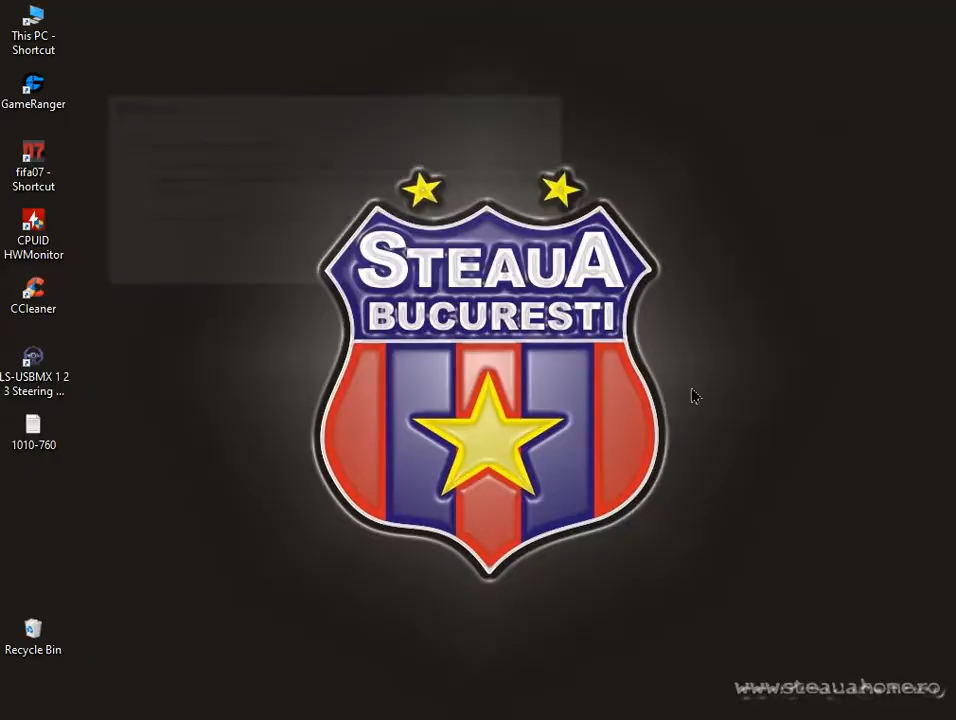 This PC -
Shortcut
GameRanger
07
fifa07 -
Shortcut
CPUID
HWMonitor
CCleaner
LS-USBMX 1 2
3 Steering ...
1010-760
Recycle Bin
STEAUA
BUCURESTI
www.steauahome.ro